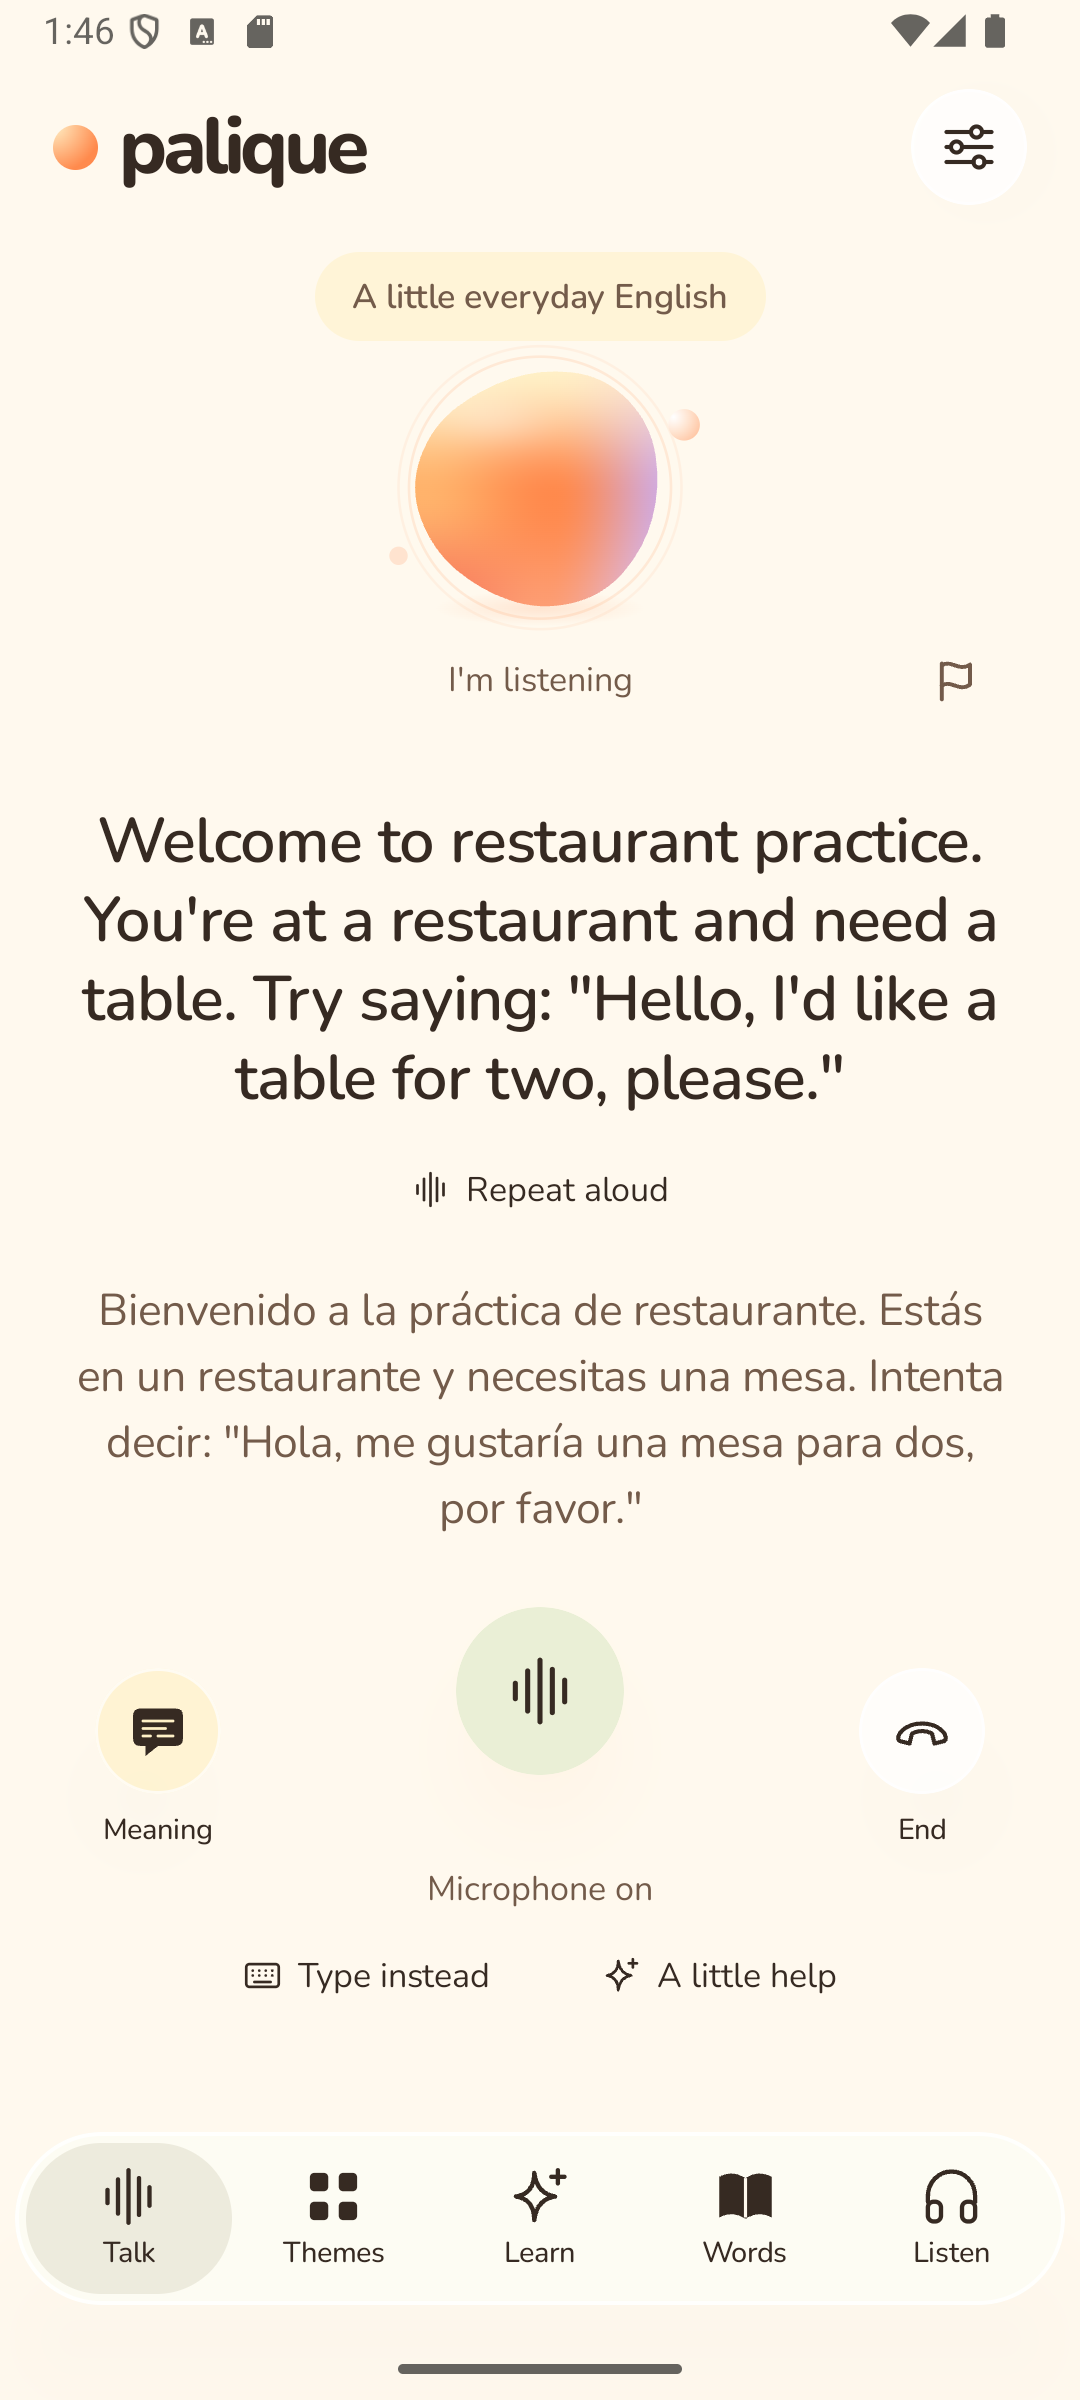 1:46
palique
A little everyday English
I'm listening
Welcome to restaurant practice.
You're at a restaurant and need a
table. Try saying: "Hello, I'd like a
table for two, please."
Repeat aloud
Bienvenido a la práctica de restaurante. Estás
en un restaurante y necesitas una mesa. Intenta
decir: "Hola, me gustaría una mesa para dos,
por favor."
Meaning
End
Microphone on
Type instead
A little help
Talk
Themes
Learn
Words
Listen